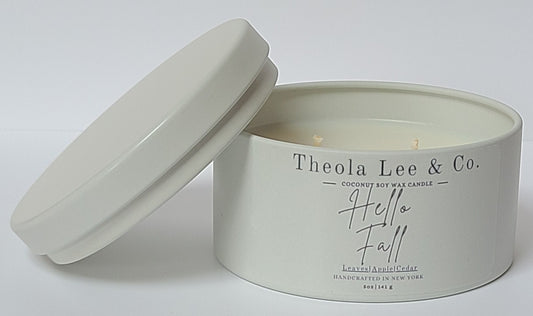 Theola Lee & Co.
COCONUT SOY WAX CANDLE
Hello
Fall
Leaves|Apple|Cedar
HANDCRAFTED IN NEW YORK
5oz|141 g